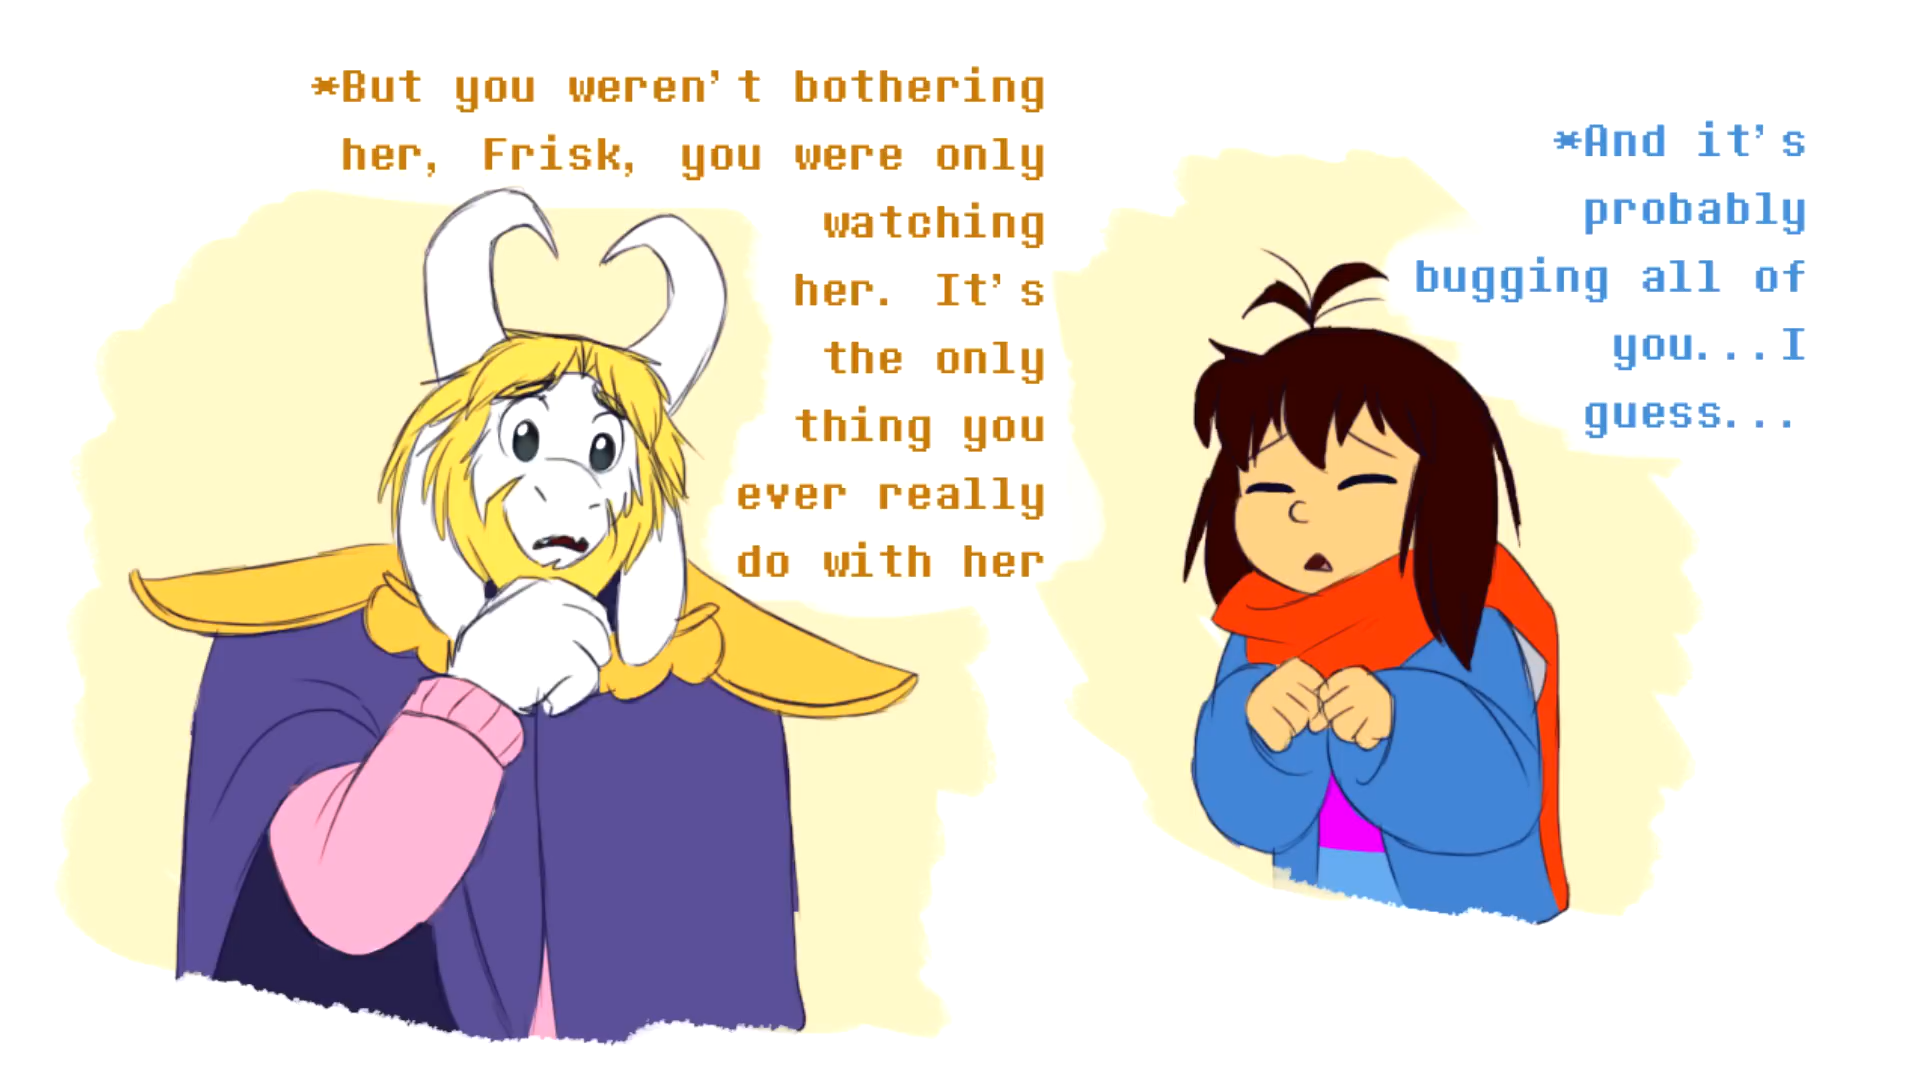 *But you weren't bothering
her, Frisk, you were only
watching
her. It's
the only
thing you
ever really
do with her
*And it's
probably
bugging all of
you...I
guess...